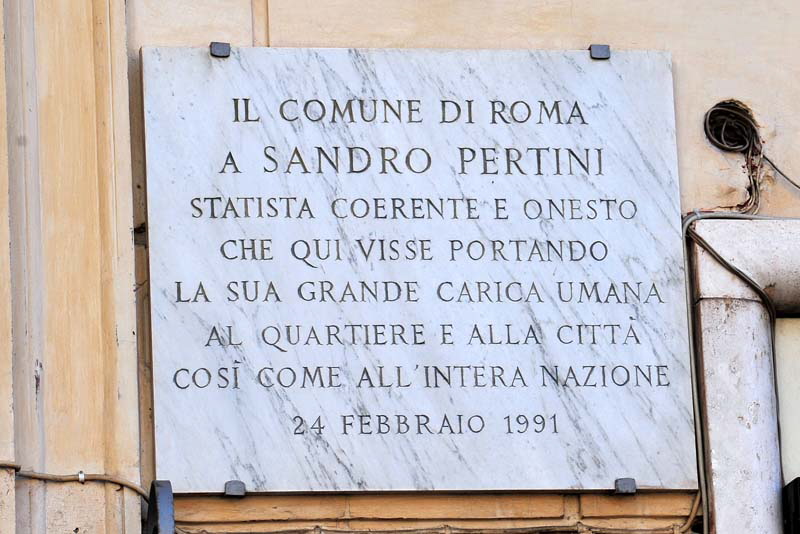 IL COMUNE DI ROMA
A SANDRO PERTINI
STATISTA COERENTE E ONESTO
CHE QUI VISSE PORTANDO
LA SUA GRANDE CARICA UMANA
AL QUARTIERE E ALLA CITTÀ
COSÌ COME ALL'INTERA NAZIONE
24 FEBBRAIO 1991